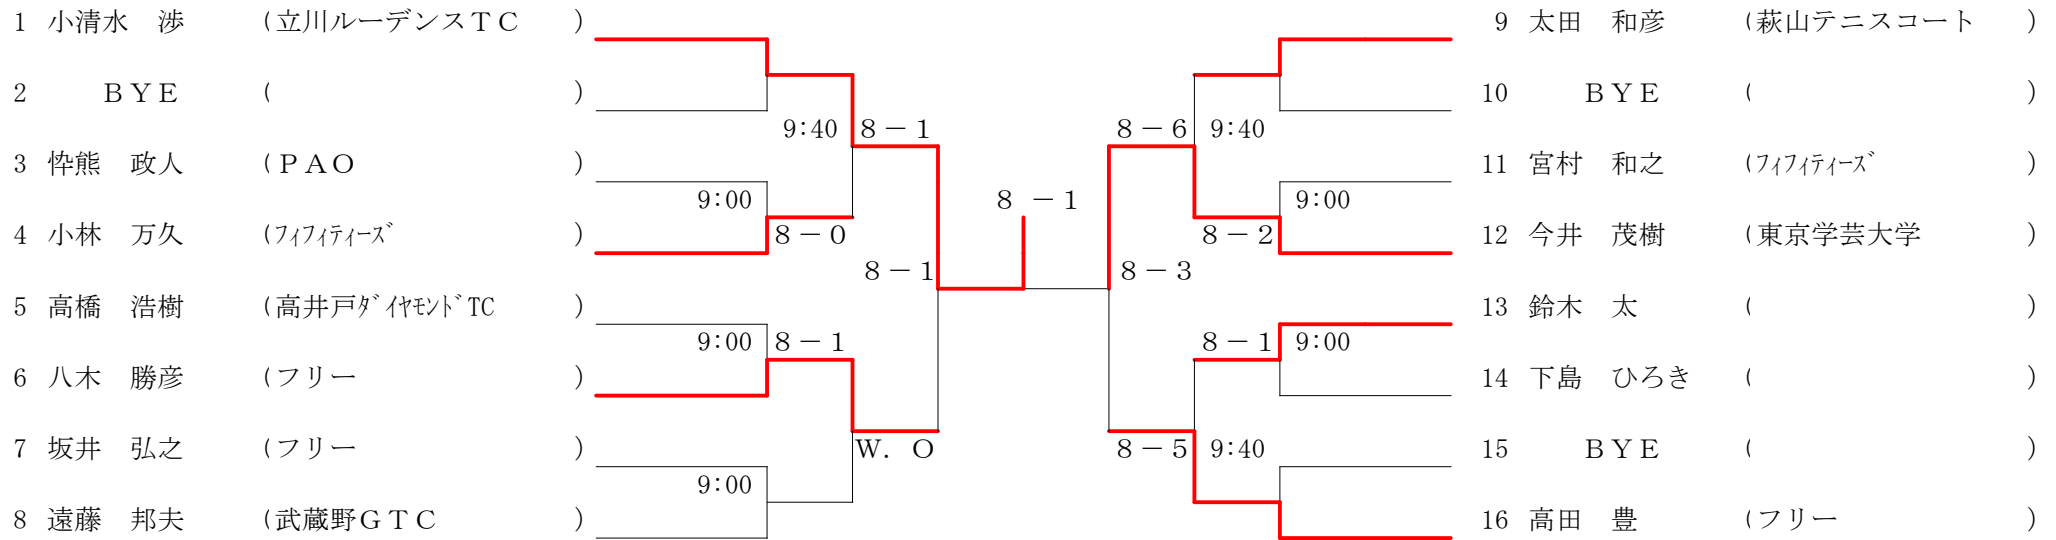 1 小清水 渉 (立川ルーデンスTC )
9 太田 和彦 (萩山テニスコート )
2 BYE ( )
10 BYE ( )
9:40 8-1
8-6 9:40
3 忰熊 政人 (PAO )
11 宮村 和之 (フィフィティーズ )
9:00
8-1
9:00
4 小林 万久 (フィフィティーズ )
8-0
8-2
12 今井 茂樹 (東京学芸大学 )
8-1
8-3
5 高橋 浩樹 (高井戸ダイヤモンドTC )
13 鈴木 太 ( )
9:00 8-1
8-1 9:00
6 八木 勝彦 (フリー )
14 下島 ひろき ( )
7 坂井 弘之 (フリー )
W.O
8-5 9:40
15 BYE ( )
9:00
8 遠藤 邦夫 (武蔵野GTC )
16 高田 豊 (フリー )